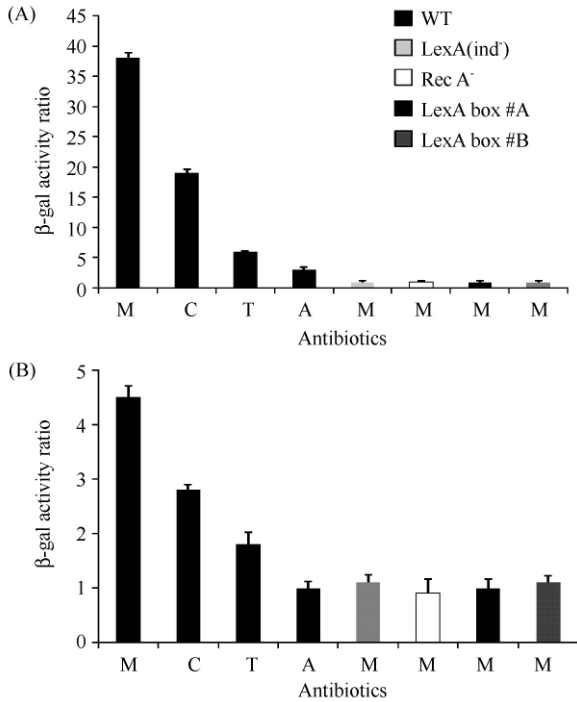 (A)
β-gal activity ratio
45
40
35
30
25
20
15
10
5
0
M C T A M M M M
Antibiotics
WT
LexA(ind⁻)
Rec A⁻
LexA box #A
LexA box #B
(B)
β-gal activity ratio
5
4
3
2
1
0
M C T A M M M M
Antibiotics